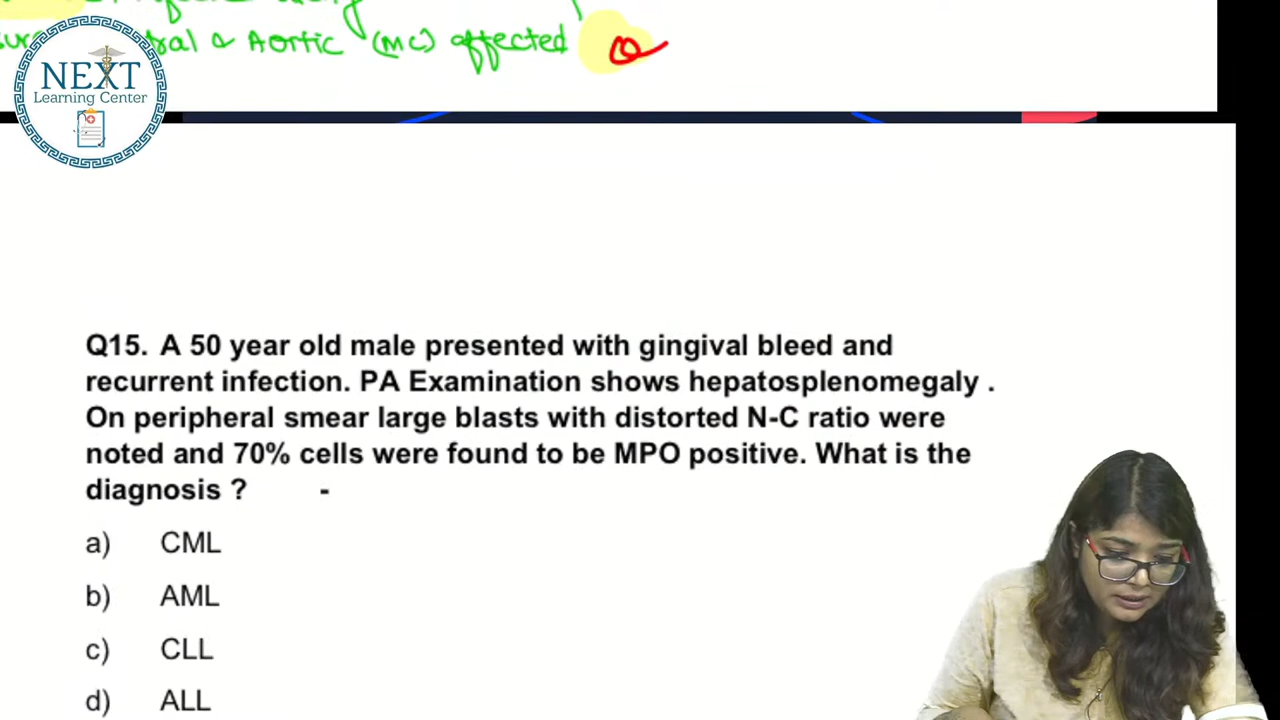 & Aortic (MC) affected
NEXT
Learning Center
Q15. A 50 year old male presented with gingival bleed and
recurrent infection. PA Examination shows hepatosplenomegaly .
On peripheral smear large blasts with distorted N-C ratio were
noted and 70% cells were found to be MPO positive. What is the
diagnosis ? -
a) CML
b) AML
c) CLL
d) ALL